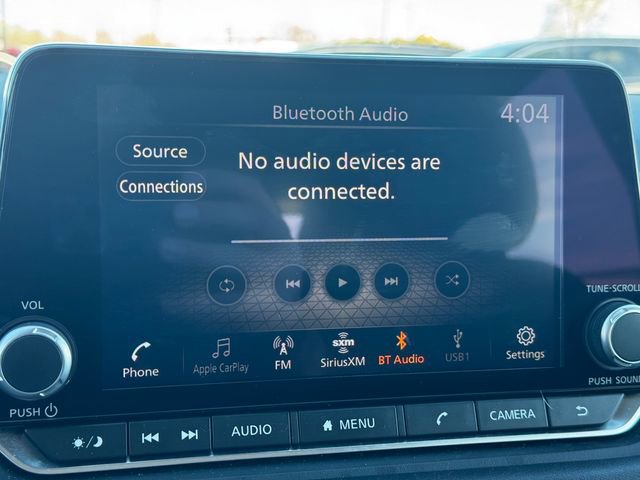 Bluetooth Audio
4:04
Source
Connections
No audio devices are
connected.
VOL
TUNE·SCROLL
Phone
Apple CarPlay
FM
sxm
SiriusXM
BT Audio
USB1
Settings
PUSH
PUSH SOUND
AUDIO
MENU
CAMERA